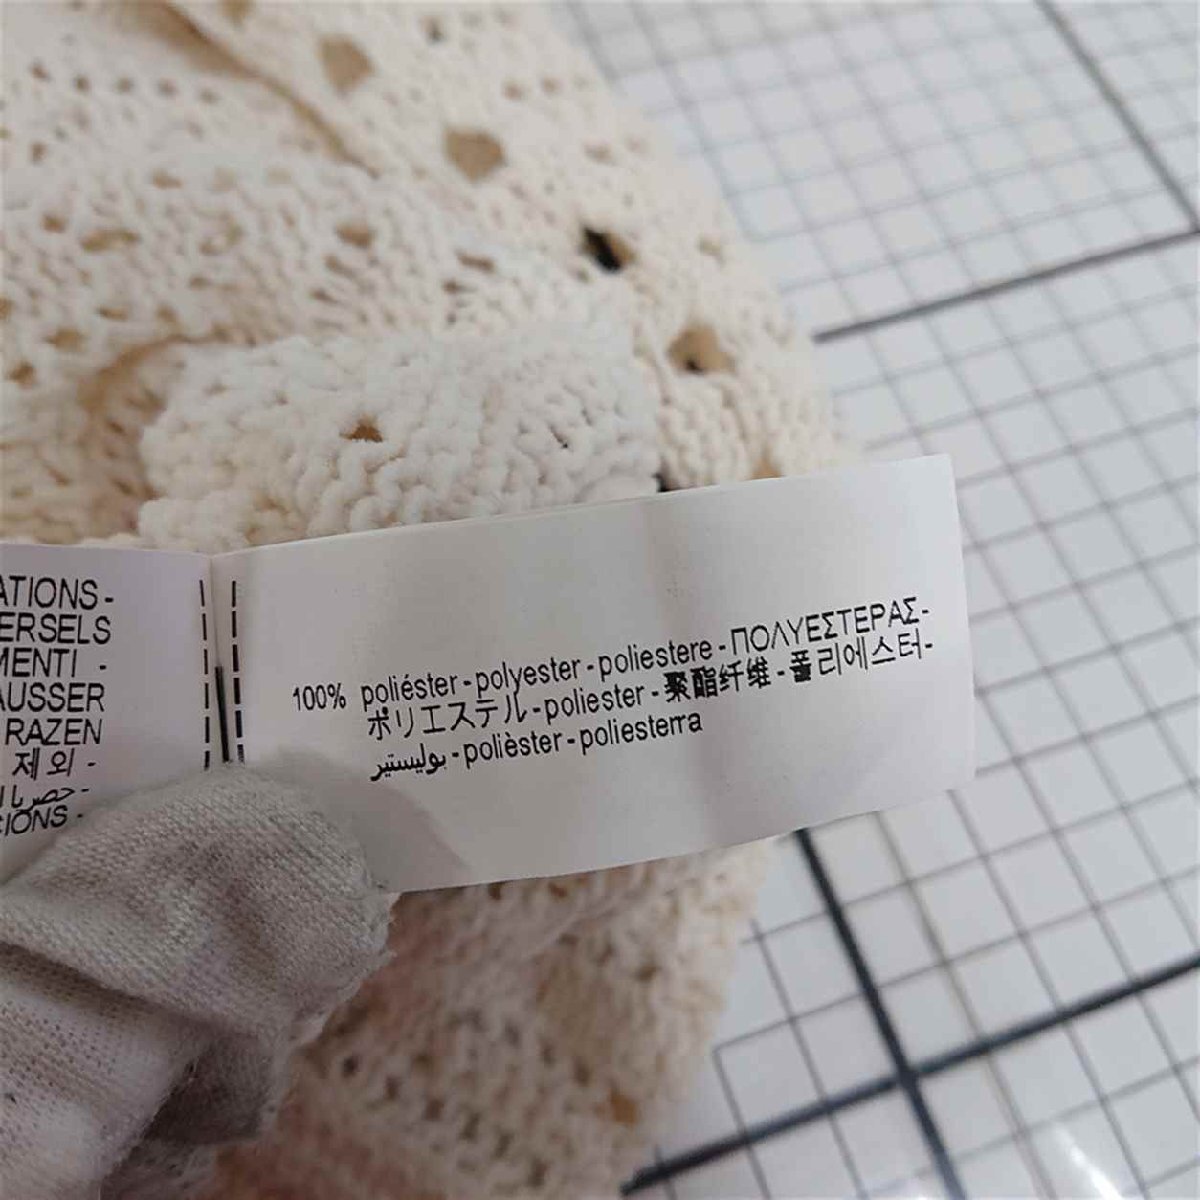 ATIONS-
ERSELS
MENTI -
AUSSER
RAZEN
제외 -
CIONS -
100% poliéster - polyester - poliestere - ΠΟΛΥΕΣΤΕΡΑΣ-
ポリエステル - poliester - 聚酯纤维 - 폴리에스터 -
بوليستير - polièster - poliesterra